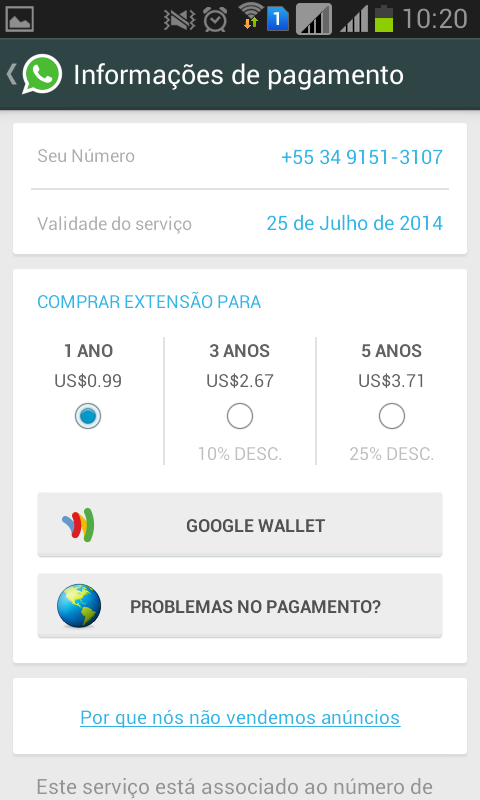 1
10:20
Informações de pagamento
Seu Número
+55 34 9151-3107
Validade do serviço
25 de Julho de 2014
COMPRAR EXTENSÃO PARA
1 ANO
US$0.99
3 ANOS
US$2.67
10% DESC.
5 ANOS
US$3.71
25% DESC.
GOOGLE WALLET
PROBLEMAS NO PAGAMENTO?
Por que nós não vendemos anúncios
Este serviço está associado ao número de